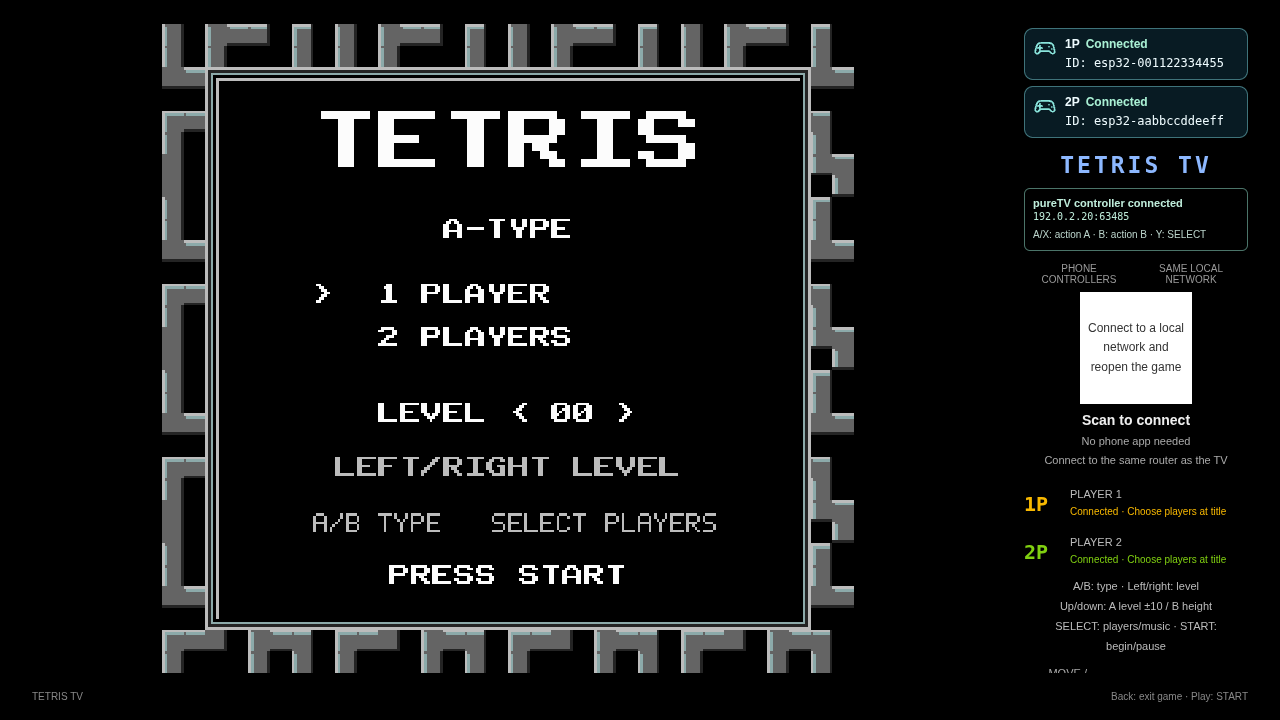 TETRIS
A-TYPE
> 1 PLAYER
2 PLAYERS
LEVEL < 00 >
LEFT/RIGHT LEVEL
A/B TYPE SELECT PLAYERS
PRESS START
1P Connected
ID: esp32-001122334455
2P Connected
ID: esp32-aabbccddeeff
TETRIS TV
pureTV controller connected
192.0.2.20:63485
A/X: action A · B: action B · Y: SELECT
PHONE CONTROLLERS
SAME LOCAL NETWORK
Connect to a local
network and
reopen the game
Scan to connect
No phone app needed
Connect to the same router as the TV
1P PLAYER 1
Connected · Choose players at title
2P PLAYER 2
Connected · Choose players at title
A/B: type · Left/right: level
Up/down: A level ±10 / B height
SELECT: players/music · START:
begin/pause
MOVE /
TETRIS TV
Back: exit game · Play: START